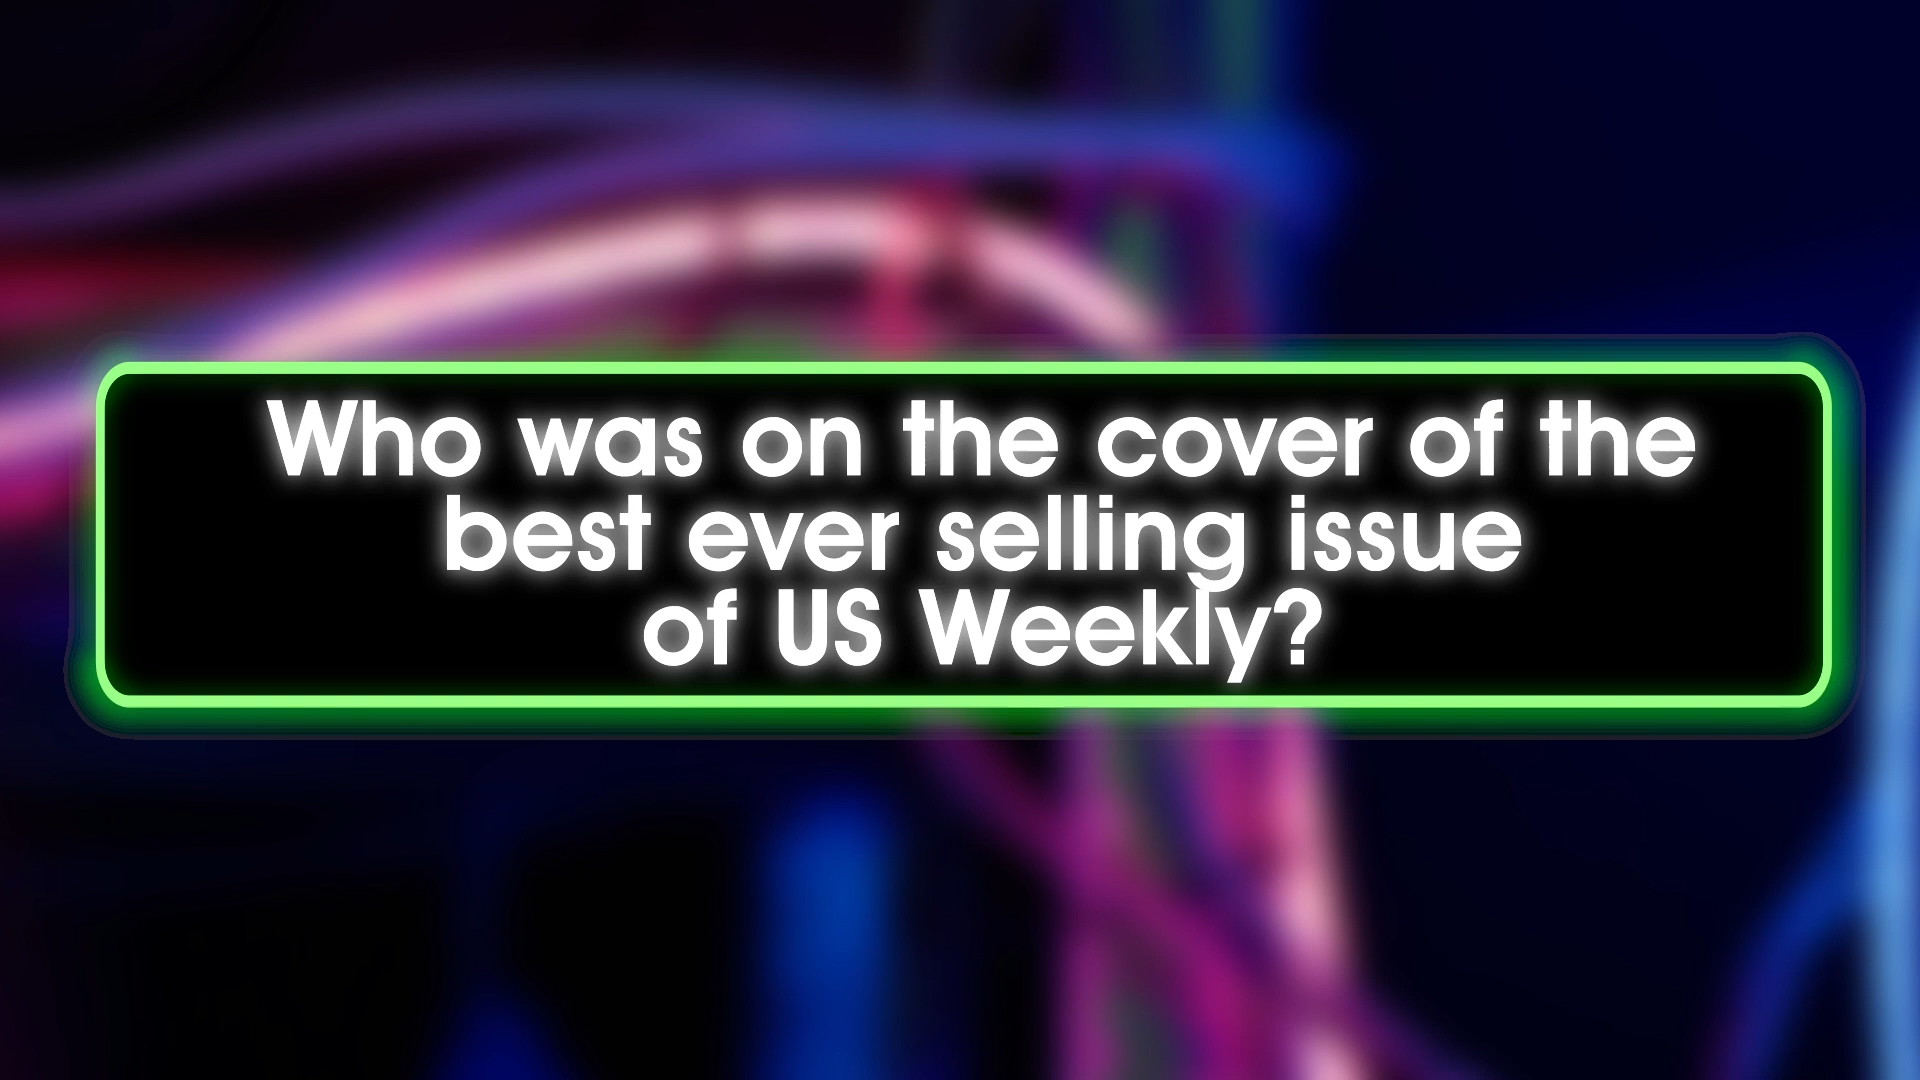 Who was on the cover of the
best ever selling issue
of US Weekly?